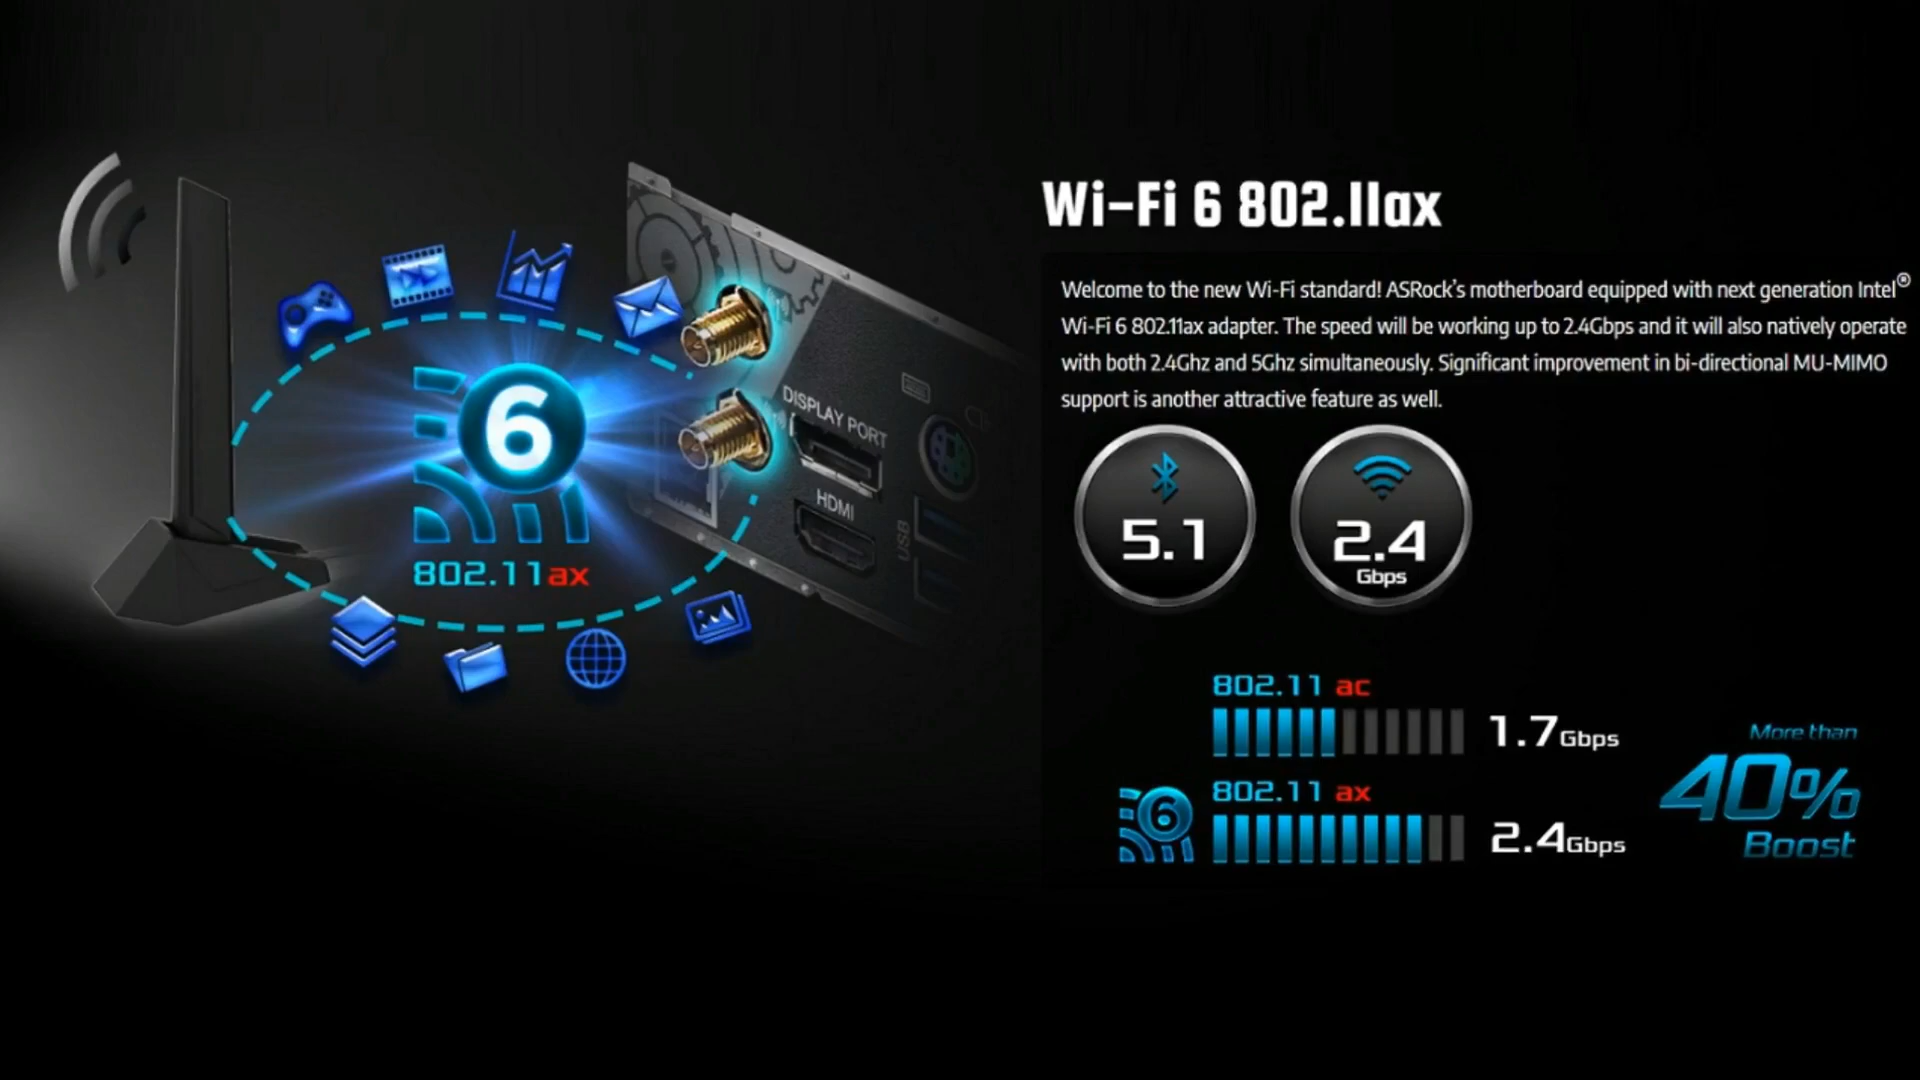 Wi-Fi 6 802.11ax
Welcome to the new Wi-Fi standard! ASRock's motherboard equipped with next generation Intel®
Wi-Fi 6 802.11ax adapter. The speed will be working up to 2.4Gbps and it will also natively operate
with both 2.4Ghz and 5Ghz simultaneously. Significant improvement in bi-directional MU-MIMO
support is another attractive feature as well.
6
802.11ax
DISPLAY PORT
HDMI
USB
5.1
2.4
Gbps
802.11 ac
1.7Gbps
6
802.11 ax
2.4Gbps
More than
40%
Boost